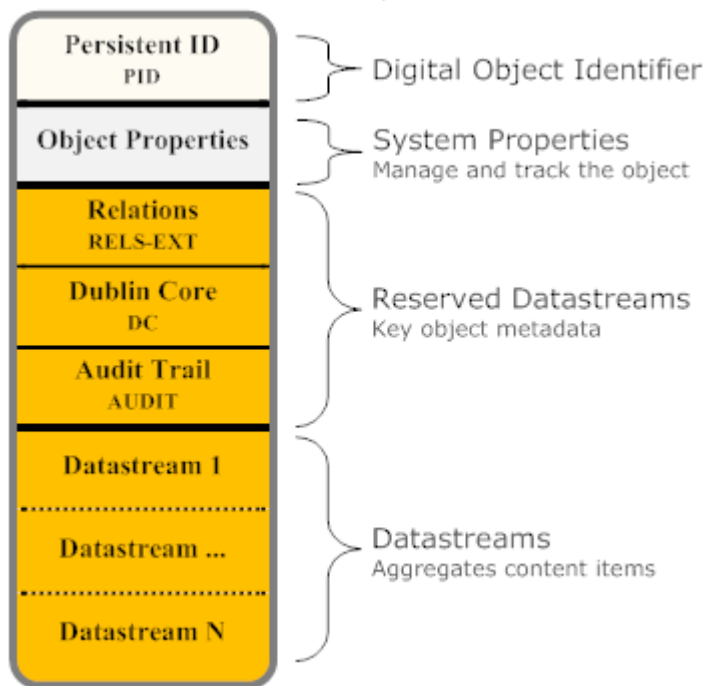 Persistent ID
PID
Digital Object Identifier
Object Properties
System Properties
Manage and track the object
Relations
RELS-EXT
Dublin Core
DC
Audit Trail
AUDIT
Reserved Datastreams
Key object metadata
Datastream 1
Datastream ...
Datastream N
Datastreams
Aggregates content items